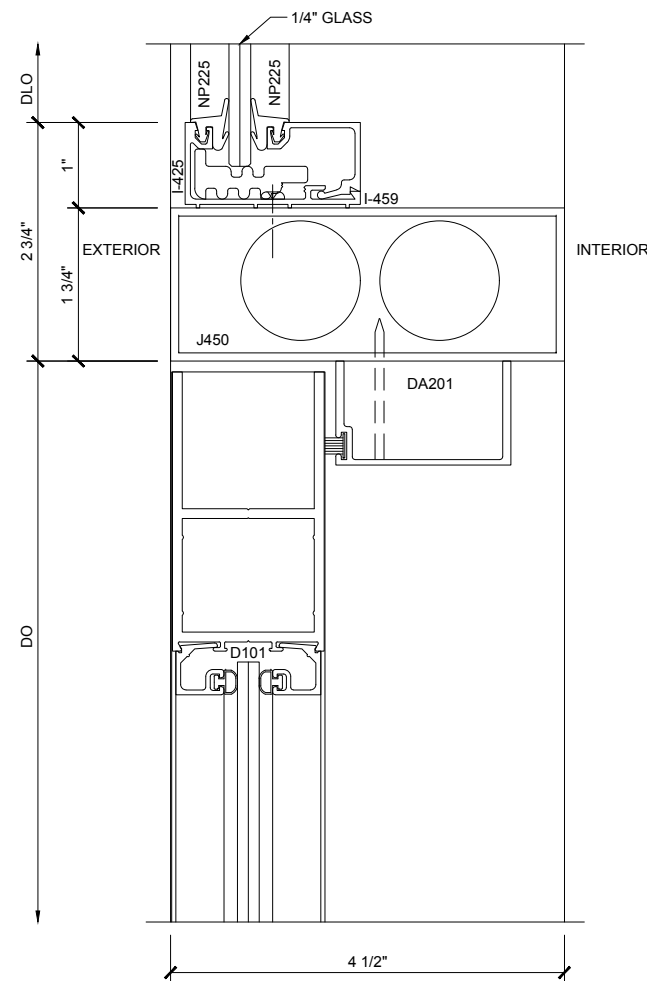 1/4" GLASS
DLO
NP225
NP225
1"
I-425
I-459
2 3/4"
EXTERIOR
INTERIOR
1 3/4"
J450
DA201
DO
D101
4 1/2"